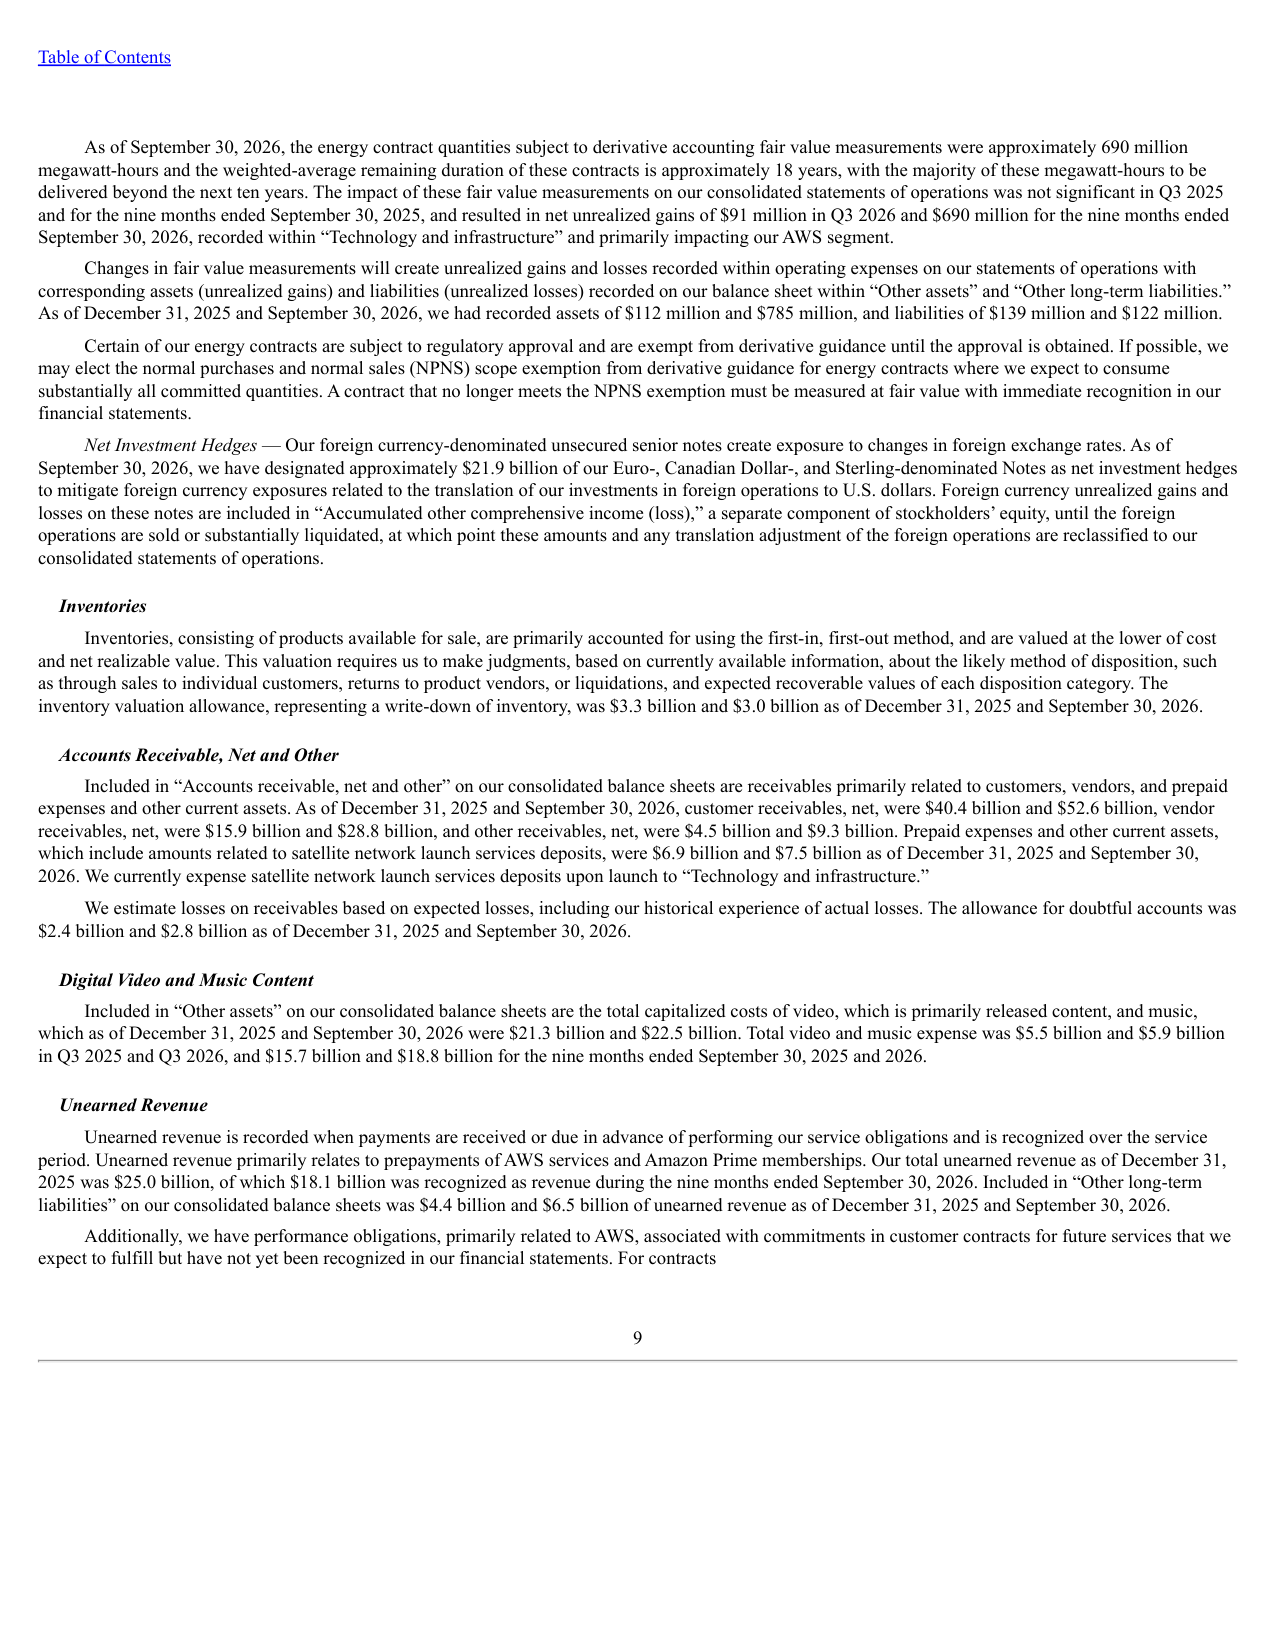 Table of Contents
As of September 30, 2026, the energy contract quantities subject to derivative accounting fair value measurements were approximately 690 million
megawatt-hours and the weighted-average remaining duration of these contracts is approximately 18 years, with the majority of these megawatt-hours to be
delivered beyond the next ten years. The impact of these fair value measurements on our consolidated statements of operations was not significant in Q3 2025
and for the nine months ended September 30, 2025, and resulted in net unrealized gains of $91 million in Q3 2026 and $690 million for the nine months ended
September 30, 2026, recorded within “Technology and infrastructure” and primarily impacting our AWS segment.
Changes in fair value measurements will create unrealized gains and losses recorded within operating expenses on our statements of operations with
corresponding assets (unrealized gains) and liabilities (unrealized losses) recorded on our balance sheet within “Other assets” and “Other long-term liabilities.”
As of December 31, 2025 and September 30, 2026, we had recorded assets of $112 million and $785 million, and liabilities of $139 million and $122 million.
Certain of our energy contracts are subject to regulatory approval and are exempt from derivative guidance until the approval is obtained. If possible, we
may elect the normal purchases and normal sales (NPNS) scope exemption from derivative guidance for energy contracts where we expect to consume
substantially all committed quantities. A contract that no longer meets the NPNS exemption must be measured at fair value with immediate recognition in our
financial statements.
Net Investment Hedges — Our foreign currency-denominated unsecured senior notes create exposure to changes in foreign exchange rates. As of
September 30, 2026, we have designated approximately $21.9 billion of our Euro-, Canadian Dollar-, and Sterling-denominated Notes as net investment hedges
to mitigate foreign currency exposures related to the translation of our investments in foreign operations to U.S. dollars. Foreign currency unrealized gains and
losses on these notes are included in “Accumulated other comprehensive income (loss),” a separate component of stockholders’ equity, until the foreign
operations are sold or substantially liquidated, at which point these amounts and any translation adjustment of the foreign operations are reclassified to our
consolidated statements of operations.
Inventories
Inventories, consisting of products available for sale, are primarily accounted for using the first-in, first-out method, and are valued at the lower of cost
and net realizable value. This valuation requires us to make judgments, based on currently available information, about the likely method of disposition, such
as through sales to individual customers, returns to product vendors, or liquidations, and expected recoverable values of each disposition category. The
inventory valuation allowance, representing a write-down of inventory, was $3.3 billion and $3.0 billion as of December 31, 2025 and September 30, 2026.
Accounts Receivable, Net and Other
Included in “Accounts receivable, net and other” on our consolidated balance sheets are receivables primarily related to customers, vendors, and prepaid
expenses and other current assets. As of December 31, 2025 and September 30, 2026, customer receivables, net, were $40.4 billion and $52.6 billion, vendor
receivables, net, were $15.9 billion and $28.8 billion, and other receivables, net, were $4.5 billion and $9.3 billion. Prepaid expenses and other current assets,
which include amounts related to satellite network launch services deposits, were $6.9 billion and $7.5 billion as of December 31, 2025 and September 30,
2026. We currently expense satellite network launch services deposits upon launch to “Technology and infrastructure.”
We estimate losses on receivables based on expected losses, including our historical experience of actual losses. The allowance for doubtful accounts was
$2.4 billion and $2.8 billion as of December 31, 2025 and September 30, 2026.
Digital Video and Music Content
Included in “Other assets” on our consolidated balance sheets are the total capitalized costs of video, which is primarily released content, and music,
which as of December 31, 2025 and September 30, 2026 were $21.3 billion and $22.5 billion. Total video and music expense was $5.5 billion and $5.9 billion
in Q3 2025 and Q3 2026, and $15.7 billion and $18.8 billion for the nine months ended September 30, 2025 and 2026.
Unearned Revenue
Unearned revenue is recorded when payments are received or due in advance of performing our service obligations and is recognized over the service
period. Unearned revenue primarily relates to prepayments of AWS services and Amazon Prime memberships. Our total unearned revenue as of December 31,
2025 was $25.0 billion, of which $18.1 billion was recognized as revenue during the nine months ended September 30, 2026. Included in “Other long-term
liabilities” on our consolidated balance sheets was $4.4 billion and $6.5 billion of unearned revenue as of December 31, 2025 and September 30, 2026.
Additionally, we have performance obligations, primarily related to AWS, associated with commitments in customer contracts for future services that we
expect to fulfill but have not yet been recognized in our financial statements. For contracts
9